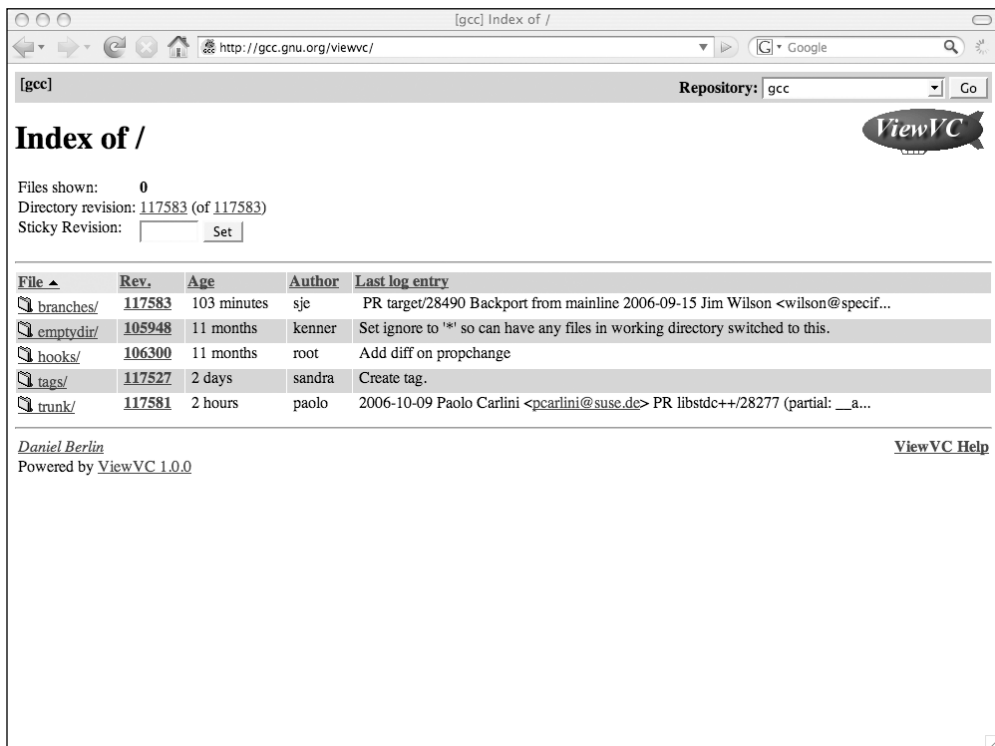 [gcc] Index of /
http://gcc.gnu.org/viewvc/ G Google
[gcc] Repository: gcc Go
Index of / ViewVC
Files shown: 0
Directory revision: 117583 (of 117583)
Sticky Revision: Set
File Rev. Age Author Last log entry
branches/ 117583 103 minutes sje PR target/28490 Backport from mainline 2006-09-15 Jim Wilson <wilson@specif...
emptydir/ 105948 11 months kenner Set ignore to '*' so can have any files in working directory switched to this.
hooks/ 106300 11 months root Add diff on propchange
tags/ 117527 2 days sandra Create tag.
trunk/ 117581 2 hours paolo 2006-10-09 Paolo Carlini <pcarlini@suse.de> PR libstdc++/28277 (partial: __a...
Daniel Berlin ViewVC Help
Powered by ViewVC 1.0.0